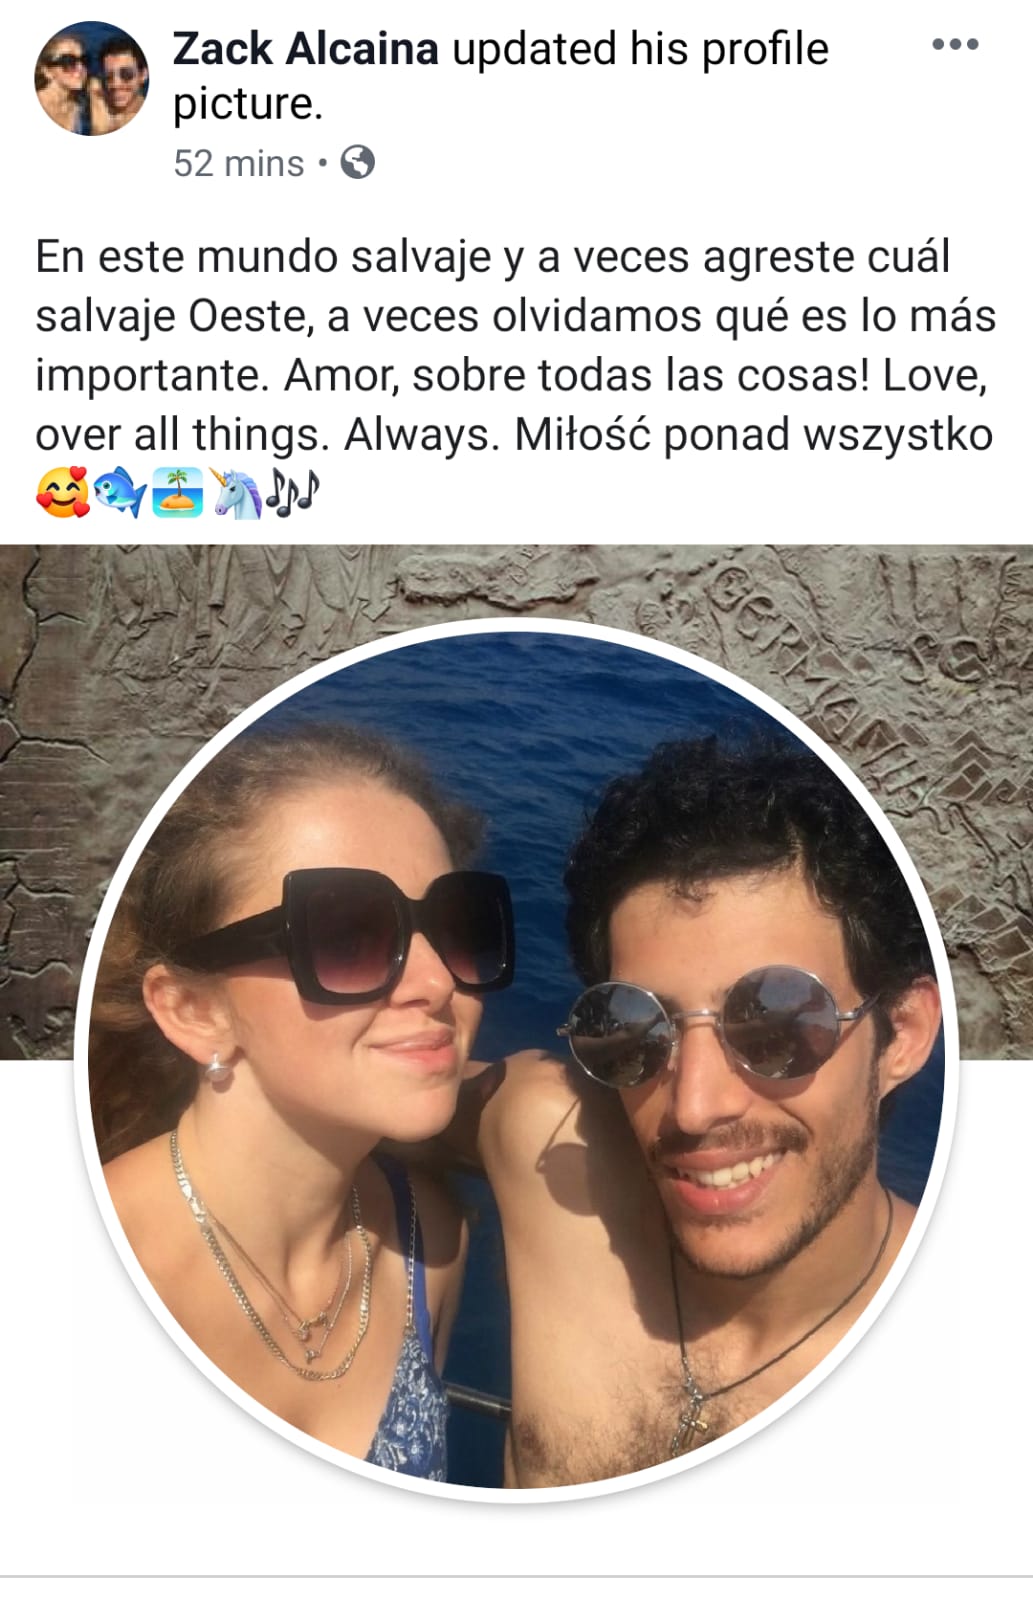 Zack Alcaina updated his profile
picture.
52 mins •
En este mundo salvaje y a veces agreste cuál
salvaje Oeste, a veces olvidamos qué es lo más
importante. Amor, sobre todas las cosas! Love,
over all things. Always. Miłość ponad wszystko
🥰🐟🏝️🦄🎶